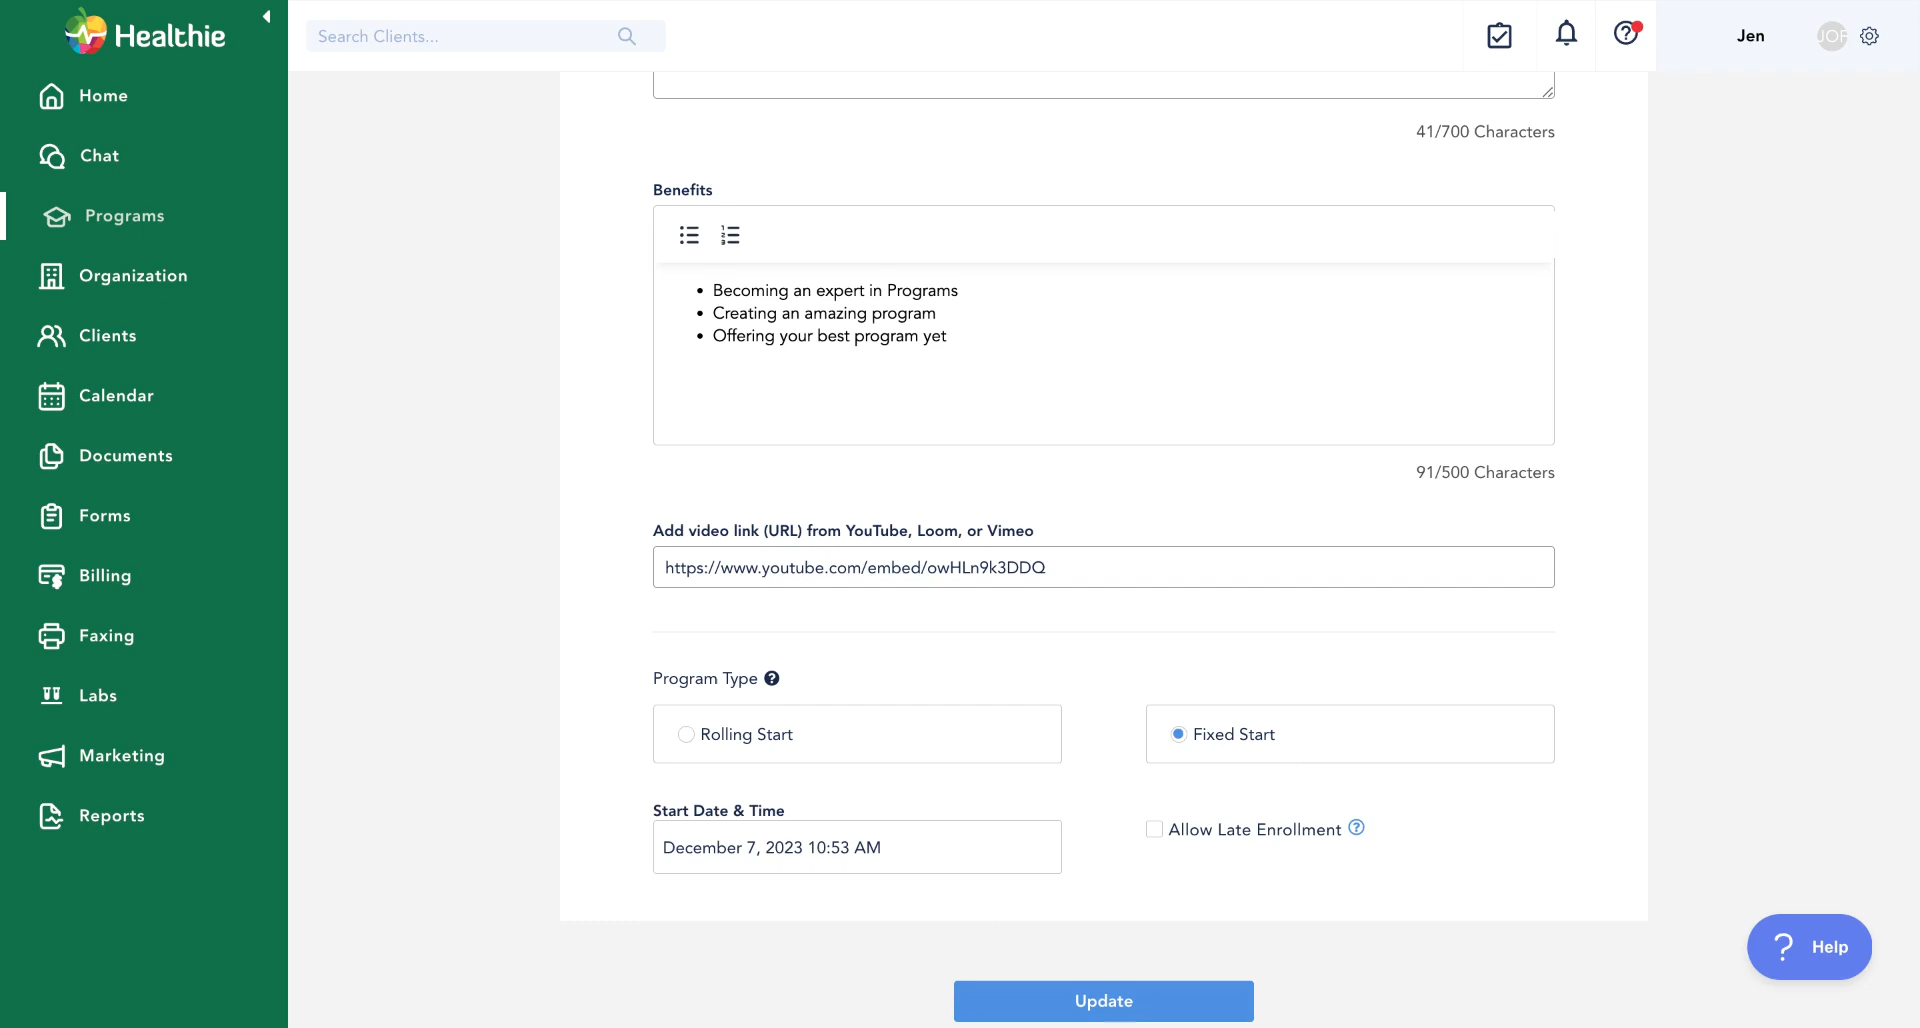 Healthie
Search Clients...
Jen
JOF
Home
Chat
Programs
Organization
Clients
Calendar
Documents
Forms
Billing
Faxing
Labs
Marketing
Reports
41/700 Characters
Benefits
• Becoming an expert in Programs
• Creating an amazing program
• Offering your best program yet
91/500 Characters
Add video link (URL) from YouTube, Loom, or Vimeo
https://www.youtube.com/embed/owHLn9k3DDQ
Program Type ?
Rolling Start
Fixed Start
Start Date & Time
December 7, 2023 10:53 AM
Allow Late Enrollment ?
? Help
Update